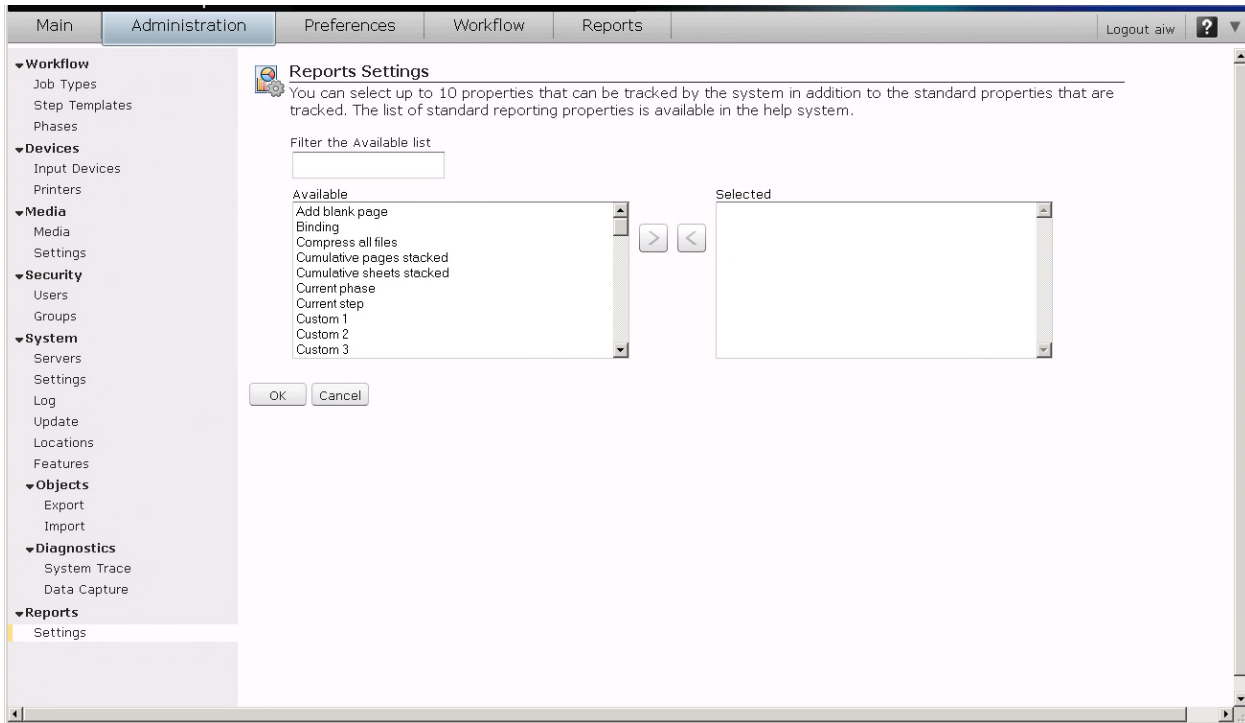 Main Administration Preferences Workflow Reports Logout aiw ?
Workflow
Job Types
Step Templates
Phases
Devices
Input Devices
Printers
Media
Media
Settings
Security
Users
Groups
System
Servers
Settings
Log
Update
Locations
Features
Objects
Export
Import
Diagnostics
System Trace
Data Capture
Reports
Settings
Reports Settings
You can select up to 10 properties that can be tracked by the system in addition to the standard properties that are
tracked. The list of standard reporting properties is available in the help system.
Filter the Available list
Available
Add blank page
Binding
Compress all files
Cumulative pages stacked
Cumulative sheets stacked
Current phase
Current step
Custom 1
Custom 2
Custom 3
> <
Selected
OK Cancel